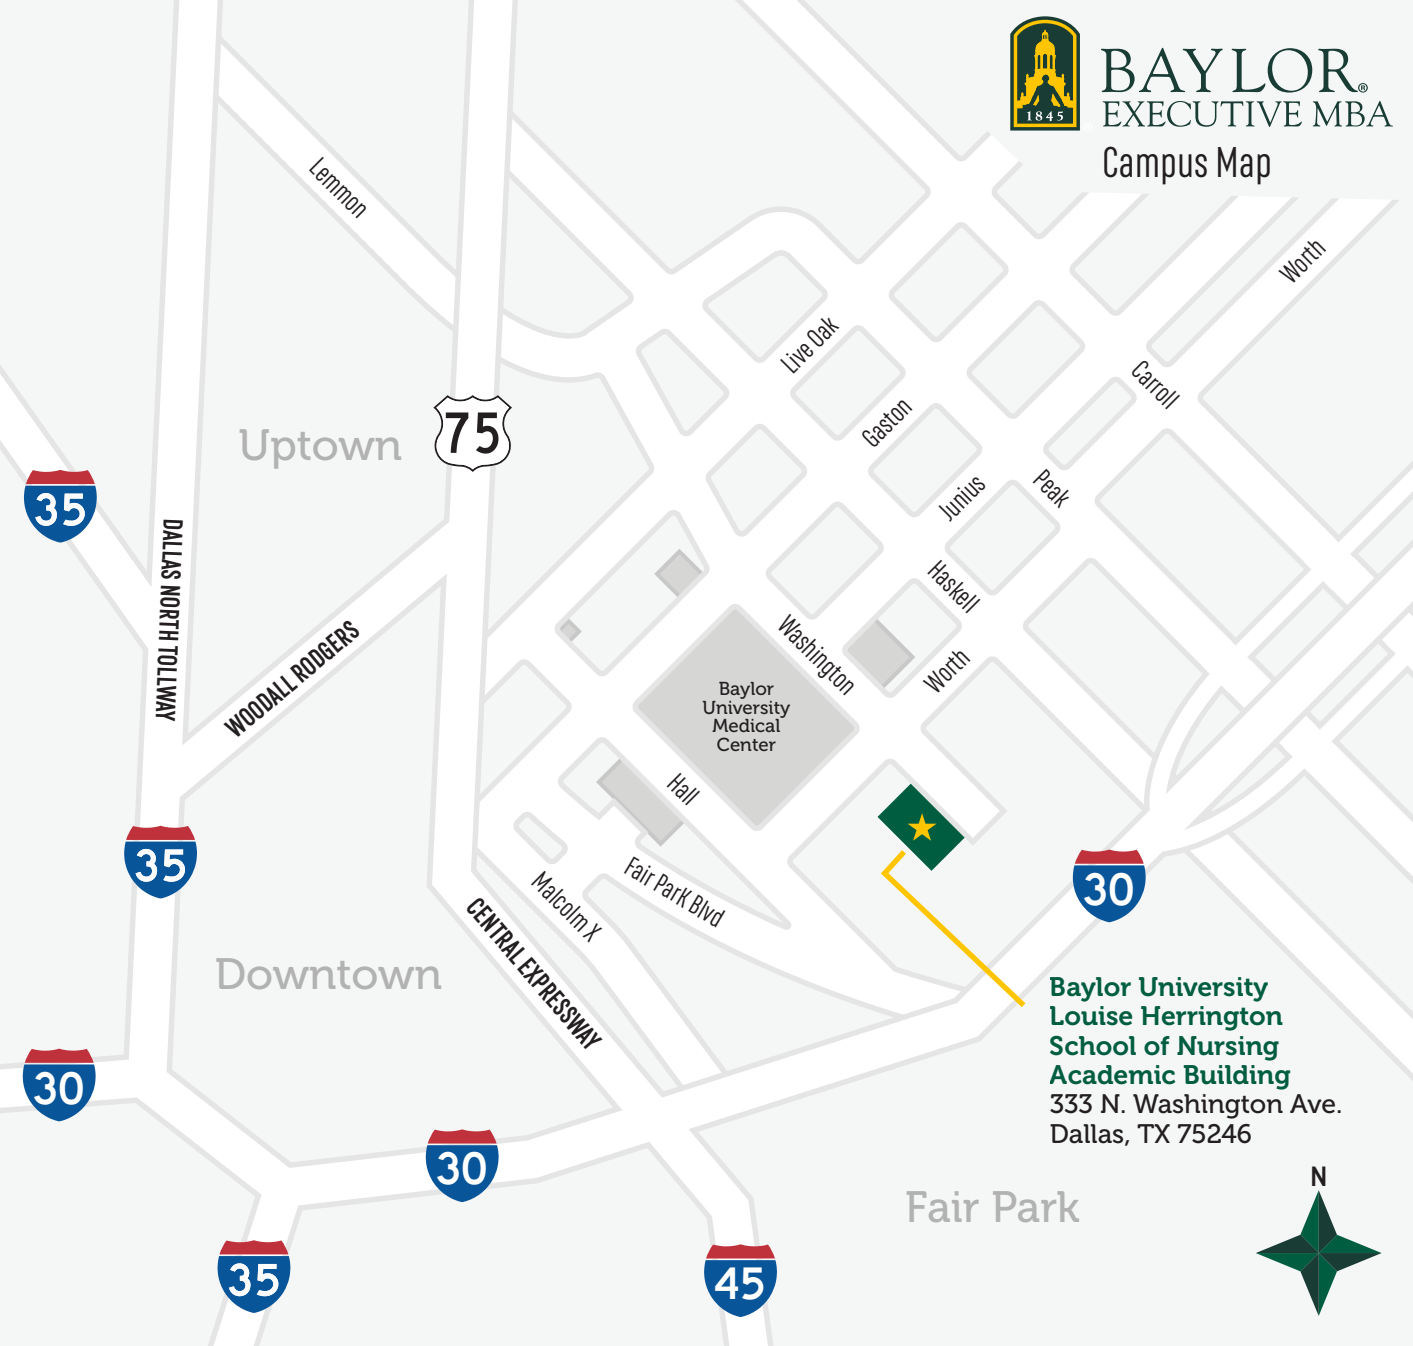 1845
BAYLOR®
EXECUTIVE MBA
Campus Map
Lemmon
Worth
Live Oak
Carroll
Gaston
Uptown
75
Peak
Junius
35
DALLAS NORTH TOLLWAY
Haskell
WOODALL RODGERS
Washington
Worth
Baylor
University
Medical
Center
Hall
35
Fair ParK Blvd
30
Malcolm X
CENTRAL EXPRESSWAY
Downtown
Baylor University
Louise Herrington
School of Nursing
Academic Building
333 N. Washington Ave.
Dallas, TX 75246
30
30
N
Fair Park
35
45